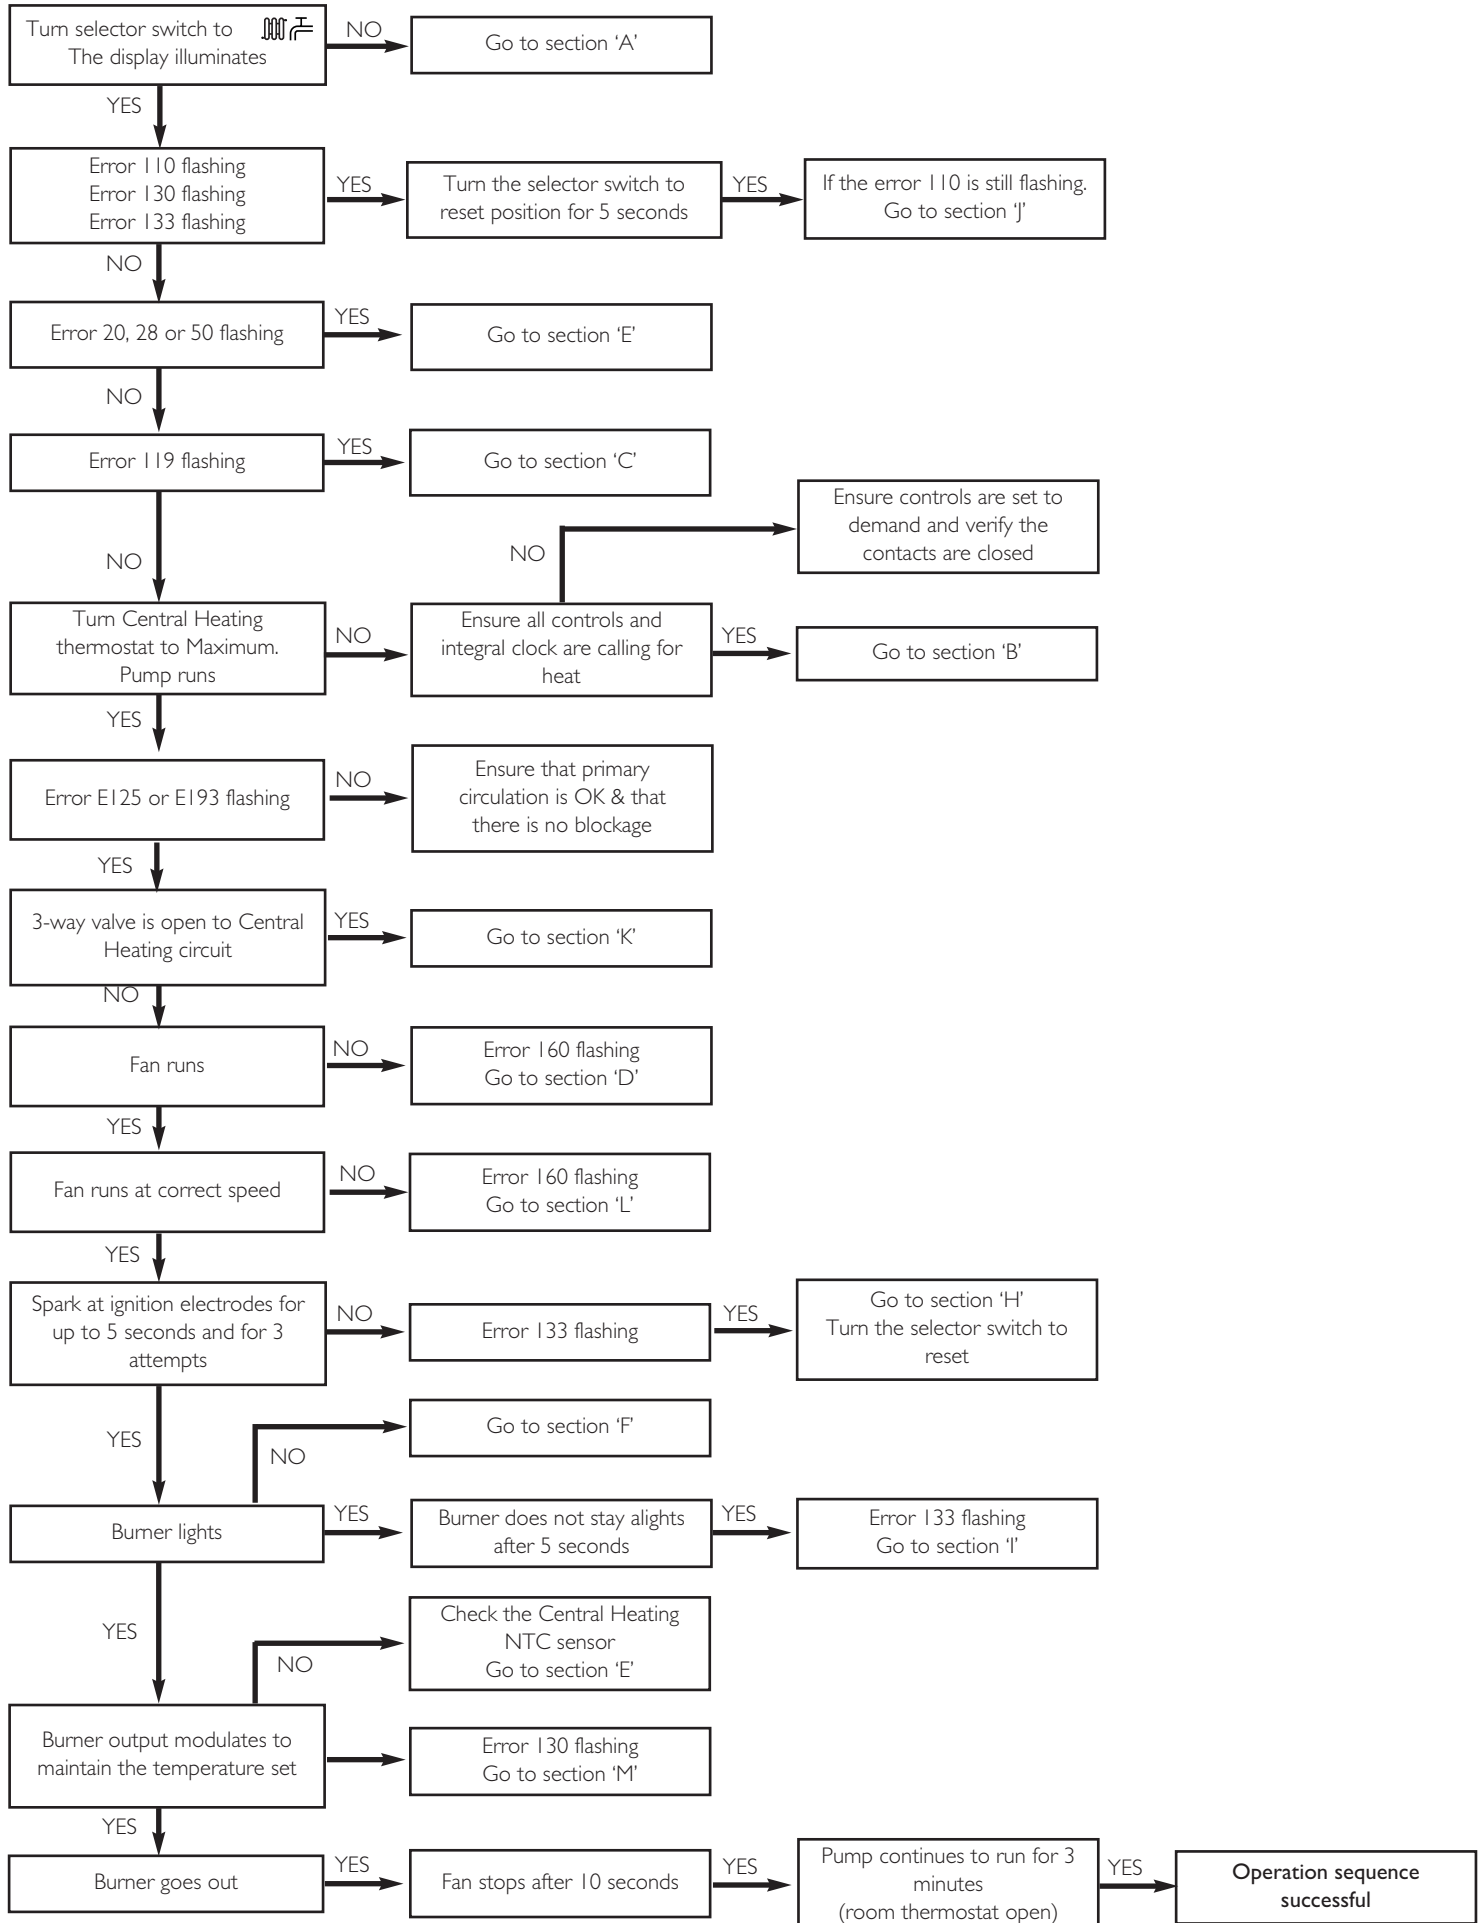 Turn selector switch to
The display illuminates
NO
Go to section ‘A’
YES
Error 110 flashing
Error 130 flashing
Error 133 flashing
YES
Turn the selector switch to
reset position for 5 seconds
YES
If the error 110 is still flashing.
Go to section ‘J’
NO
Error 20, 28 or 50 flashing
YES
Go to section ‘E’
NO
Error 119 flashing
YES
Go to section ‘C’
NO
Turn Central Heating
thermostat to Maximum.
Pump runs
NO
Ensure all controls and
integral clock are calling for
heat
NO
Ensure controls are set to
demand and verify the
contacts are closed
YES
Go to section ‘B’
YES
Error E125 or E193 flashing
NO
Ensure that primary
circulation is OK & that
there is no blockage
YES
3-way valve is open to Central
Heating circuit
YES
Go to section ‘K’
NO
Fan runs
NO
Error 160 flashing
Go to section ‘D’
YES
Fan runs at correct speed
NO
Error 160 flashing
Go to section ‘L’
YES
Spark at ignition electrodes for
up to 5 seconds and for 3
attempts
NO
Error 133 flashing
YES
Go to section ‘H’
Turn the selector switch to
reset
YES
NO
Go to section ‘F’
Burner lights
YES
Burner does not stay alights
after 5 seconds
YES
Error 133 flashing
Go to section ‘I’
YES
NO
Check the Central Heating
NTC sensor
Go to section ‘E’
Burner output modulates to
maintain the temperature set
Error 130 flashing
Go to section ‘M’
YES
Burner goes out
YES
Fan stops after 10 seconds
YES
Pump continues to run for 3
minutes
(room thermostat open)
YES
Operation sequence
successful